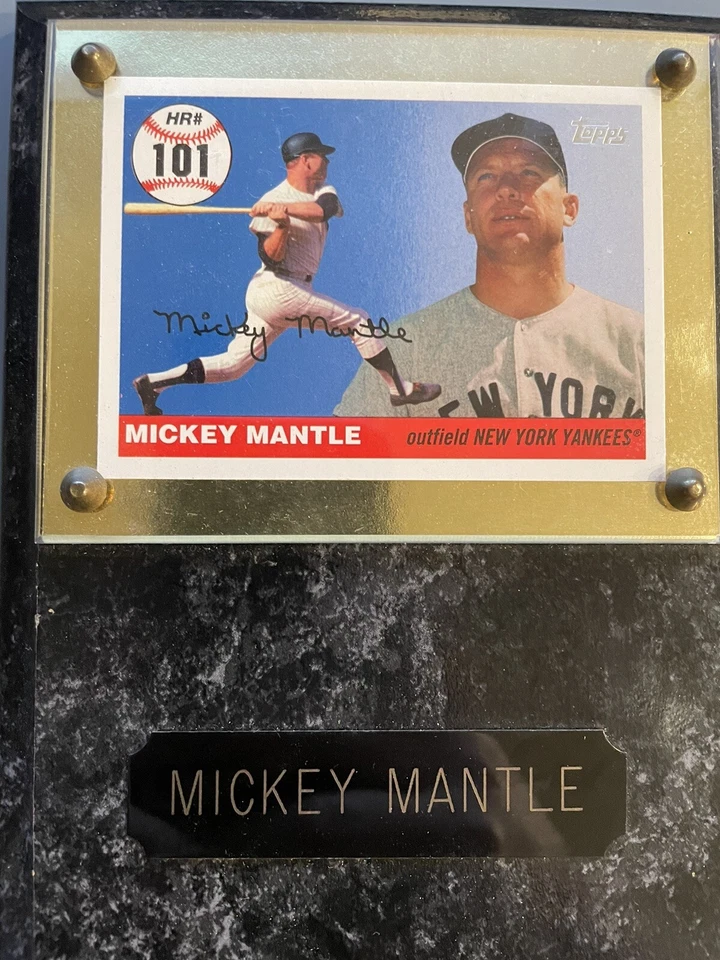 HR#
101
Topps
Mickey Mantle
NEW YORK
MICKEY MANTLE outfield NEW YORK YANKEES®
MICKEY MANTLE